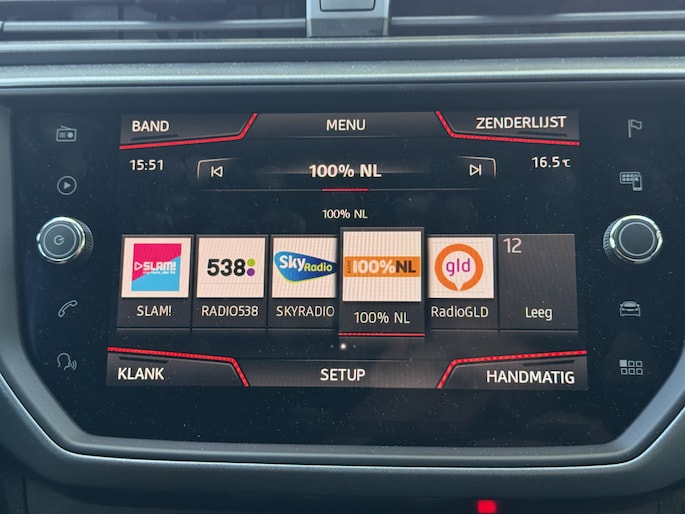 BAND MENU ZENDERLIJST
15:51 100% NL 16.5°C
100% NL
SLAM! 538 Sky Radio 100%NL gld 12
SLAM! RADIO538 SKYRADIO 100% NL RadioGLD Leeg
KLANK SETUP HANDMATIG